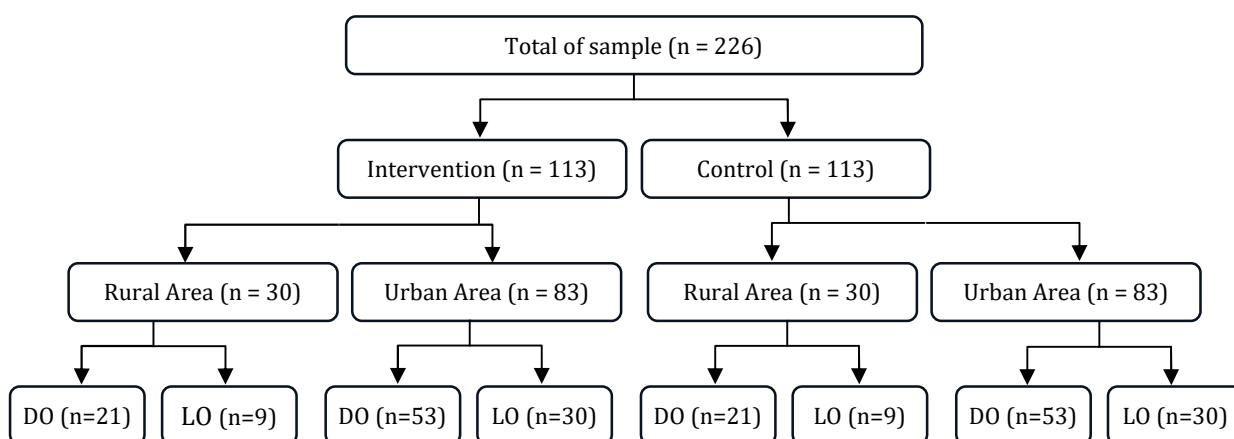 Total of sample (n = 226)
Intervention (n = 113)
Control (n = 113)
Rural Area (n = 30)
Urban Area (n = 83)
Rural Area (n = 30)
Urban Area (n = 83)
DO (n=21)
LO (n=9)
DO (n=53)
LO (n=30)
DO (n=21)
LO (n=9)
DO (n=53)
LO (n=30)